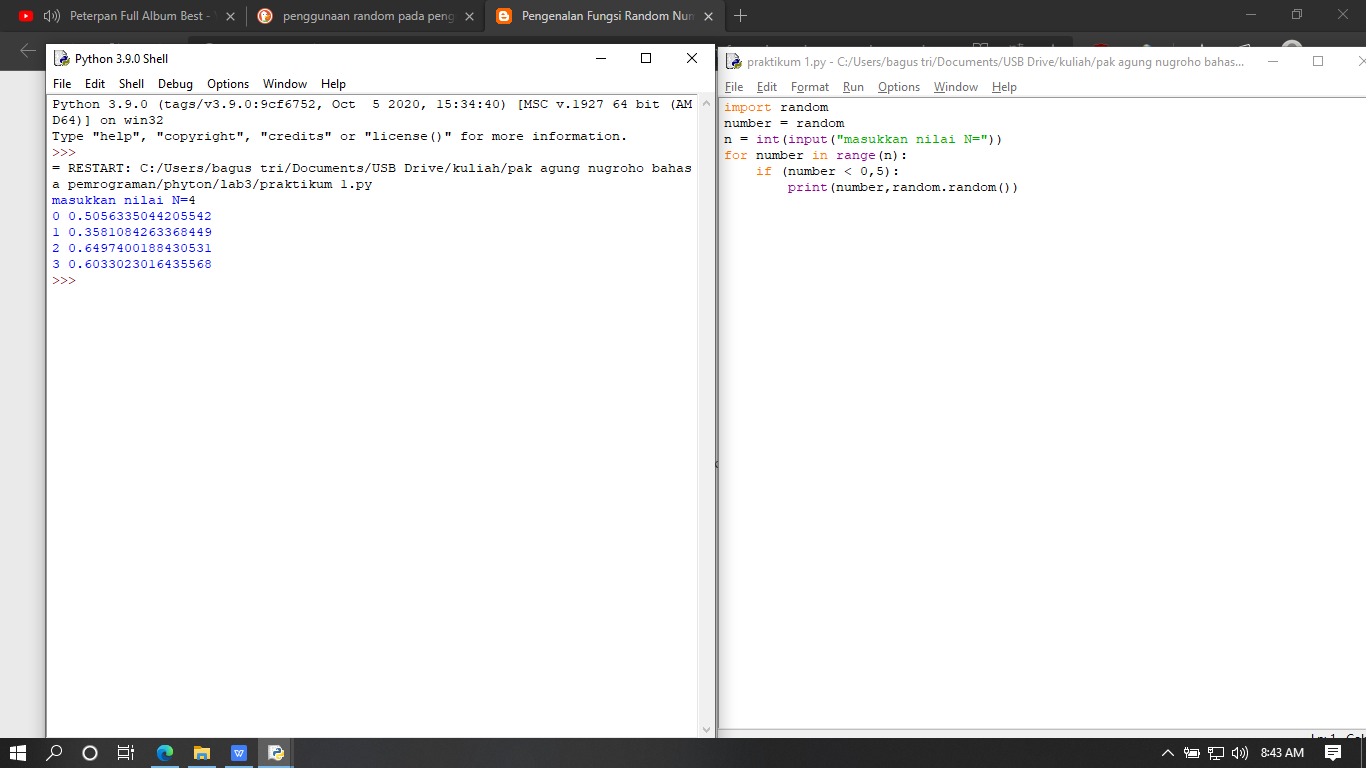 Peterpan Full Album Best -
penggunaan random pada peng
Pengenalan Fungsi Random Nun
Python 3.9.0 Shell
File Edit Shell Debug Options Window Help
Python 3.9.0 (tags/v3.9.0:9cf6752, Oct  5 2020, 15:34:40) [MSC v.1927 64 bit (AM
D64)] on win32
Type "help", "copyright", "credits" or "license()" for more information.
>>>
= RESTART: C:/Users/bagus tri/Documents/USB Drive/kuliah/pak agung nugroho bahas
a pemrograman/phyton/lab3/praktikum 1.py
masukkan nilai N=4
0 0.5056335044205542
1 0.3581084263368449
2 0.6497400188430531
3 0.6033023016435568
>>>
praktikum 1.py - C:/Users/bagus tri/Documents/USB Drive/kuliah/pak agung nugroho bahas...
File Edit Format Run Options Window Help
import random
number = random
n = int(input("masukkan nilai N="))
for number in range(n):
    if (number < 0,5):
        print(number,random.random())
8:43 AM